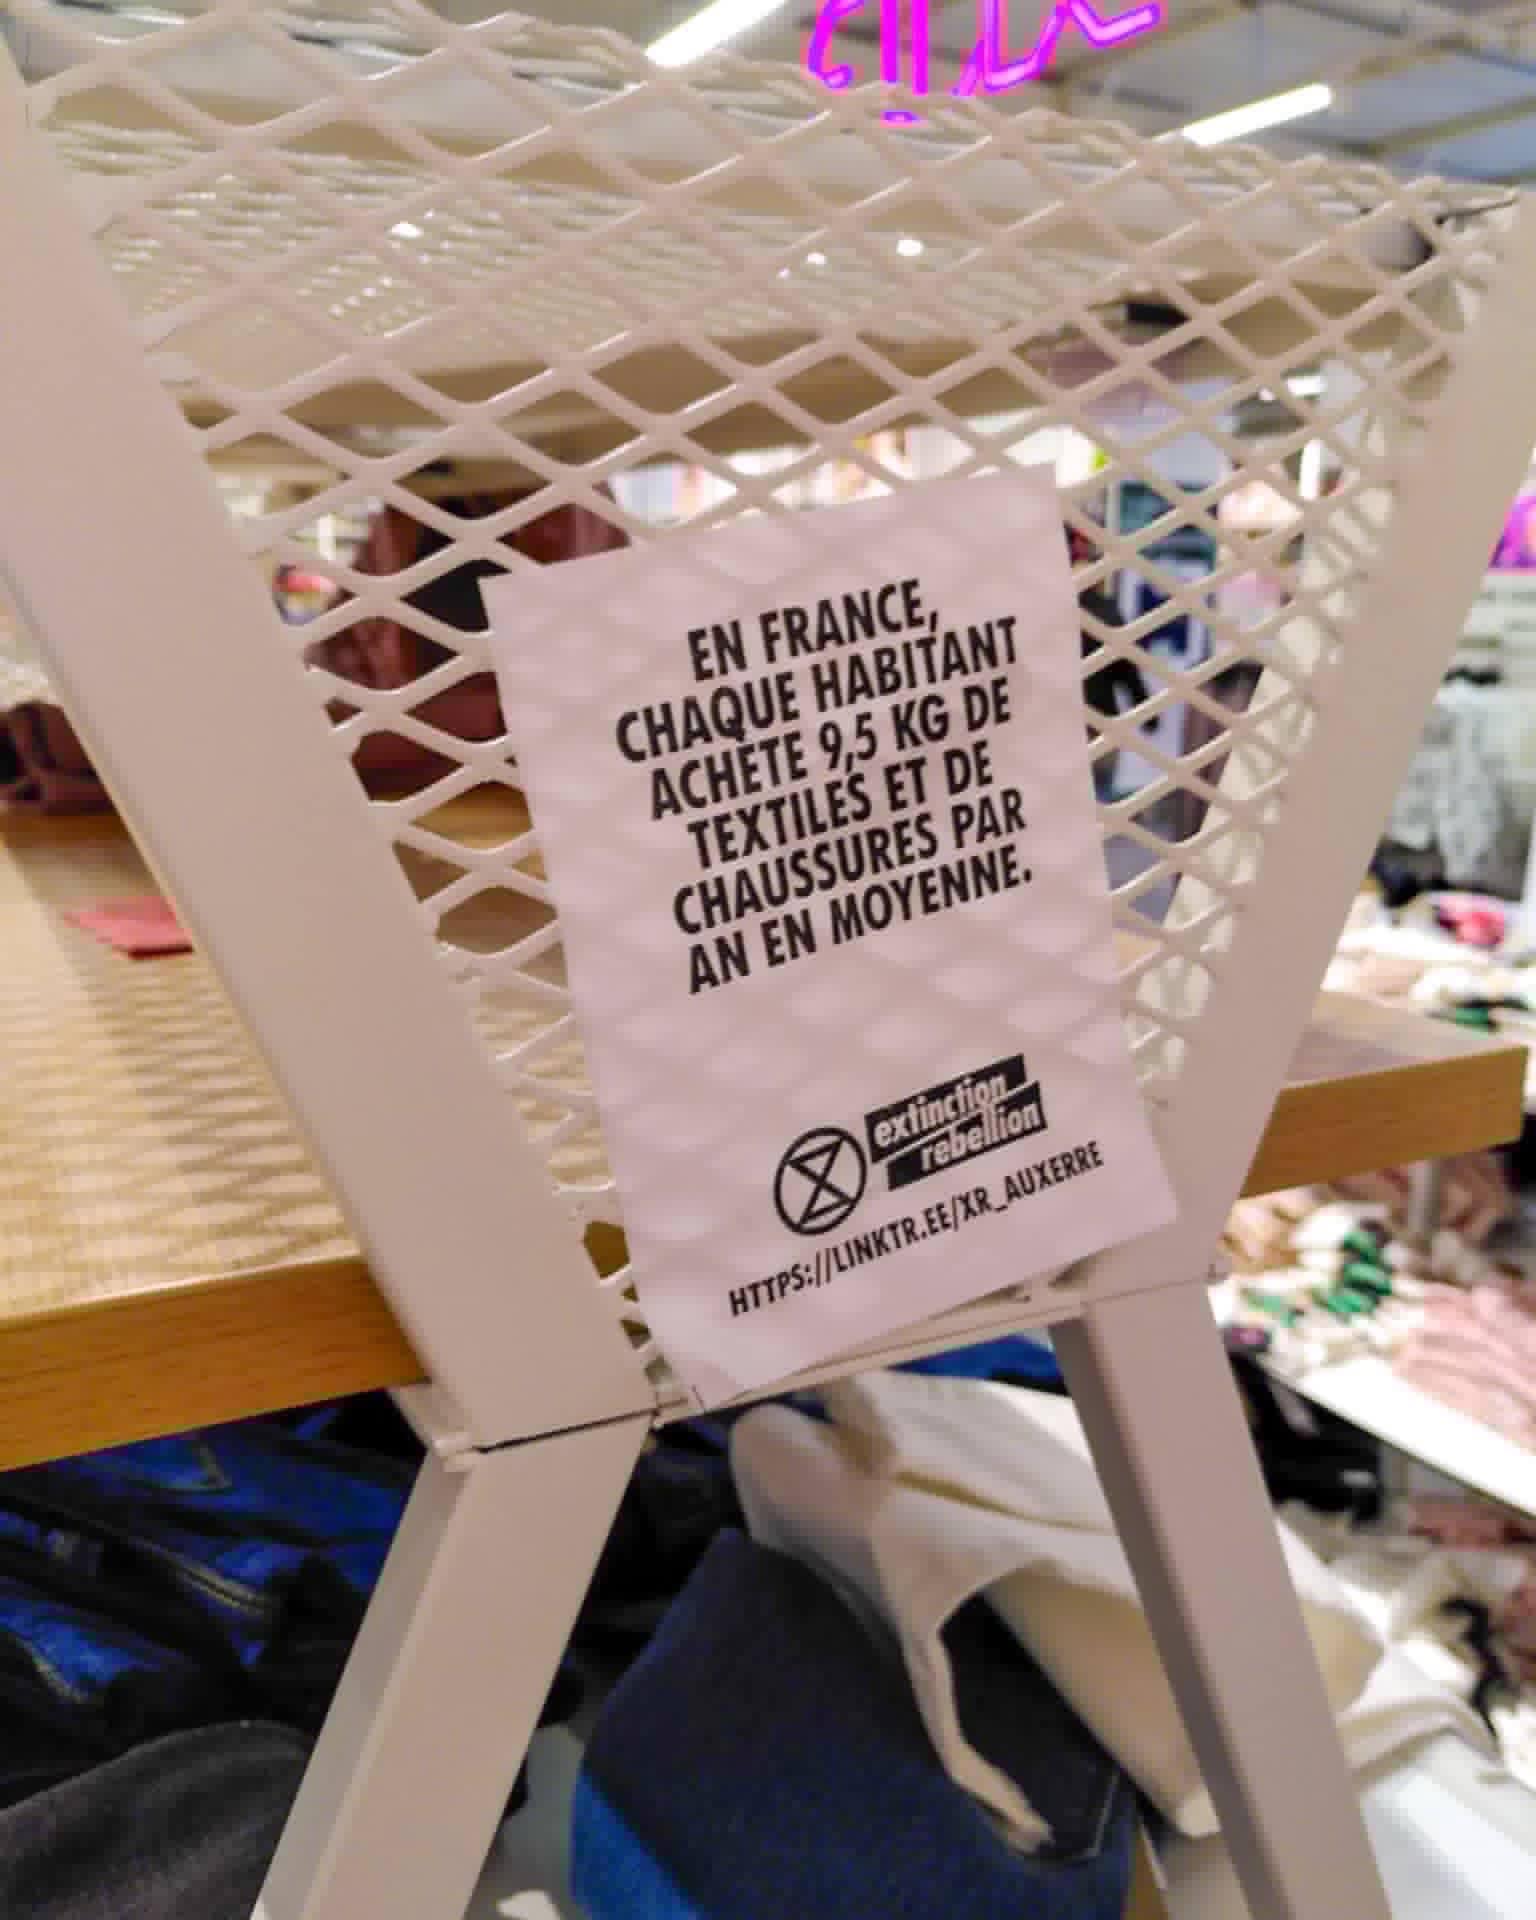 EN FRANCE,
CHAQUE HABITANT
ACHÈTE 9,5 KG DE
TEXTILES ET DE
CHAUSSURES PAR
AN EN MOYENNE.
extinction
rebellion
HTTPS://LINKTR.EE/XR_AUXERRE